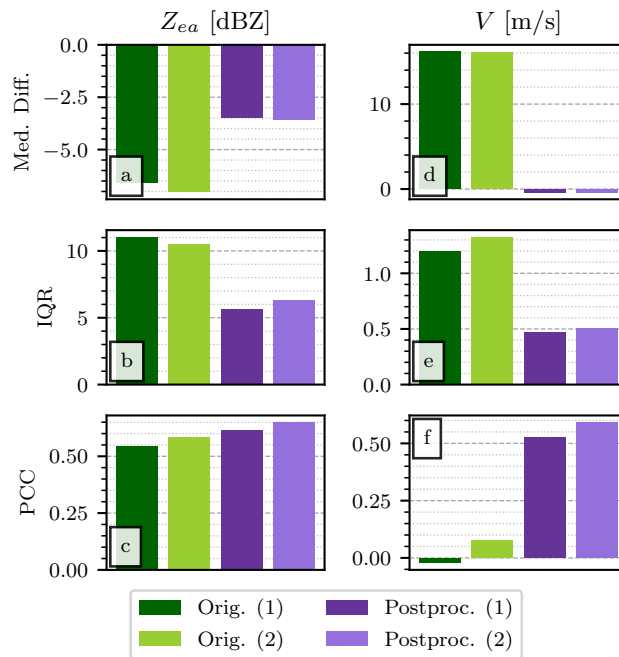 Z_ea [dBZ]
V [m/s]
Med. Diff.
0.0
−2.5
−5.0
a
10
0
d
IQR
10
5
0
b
1.0
0.5
0.0
e
PCC
0.50
0.25
0.00
c
0.50
0.25
0.00
f
Orig. (1)
Postproc. (1)
Orig. (2)
Postproc. (2)